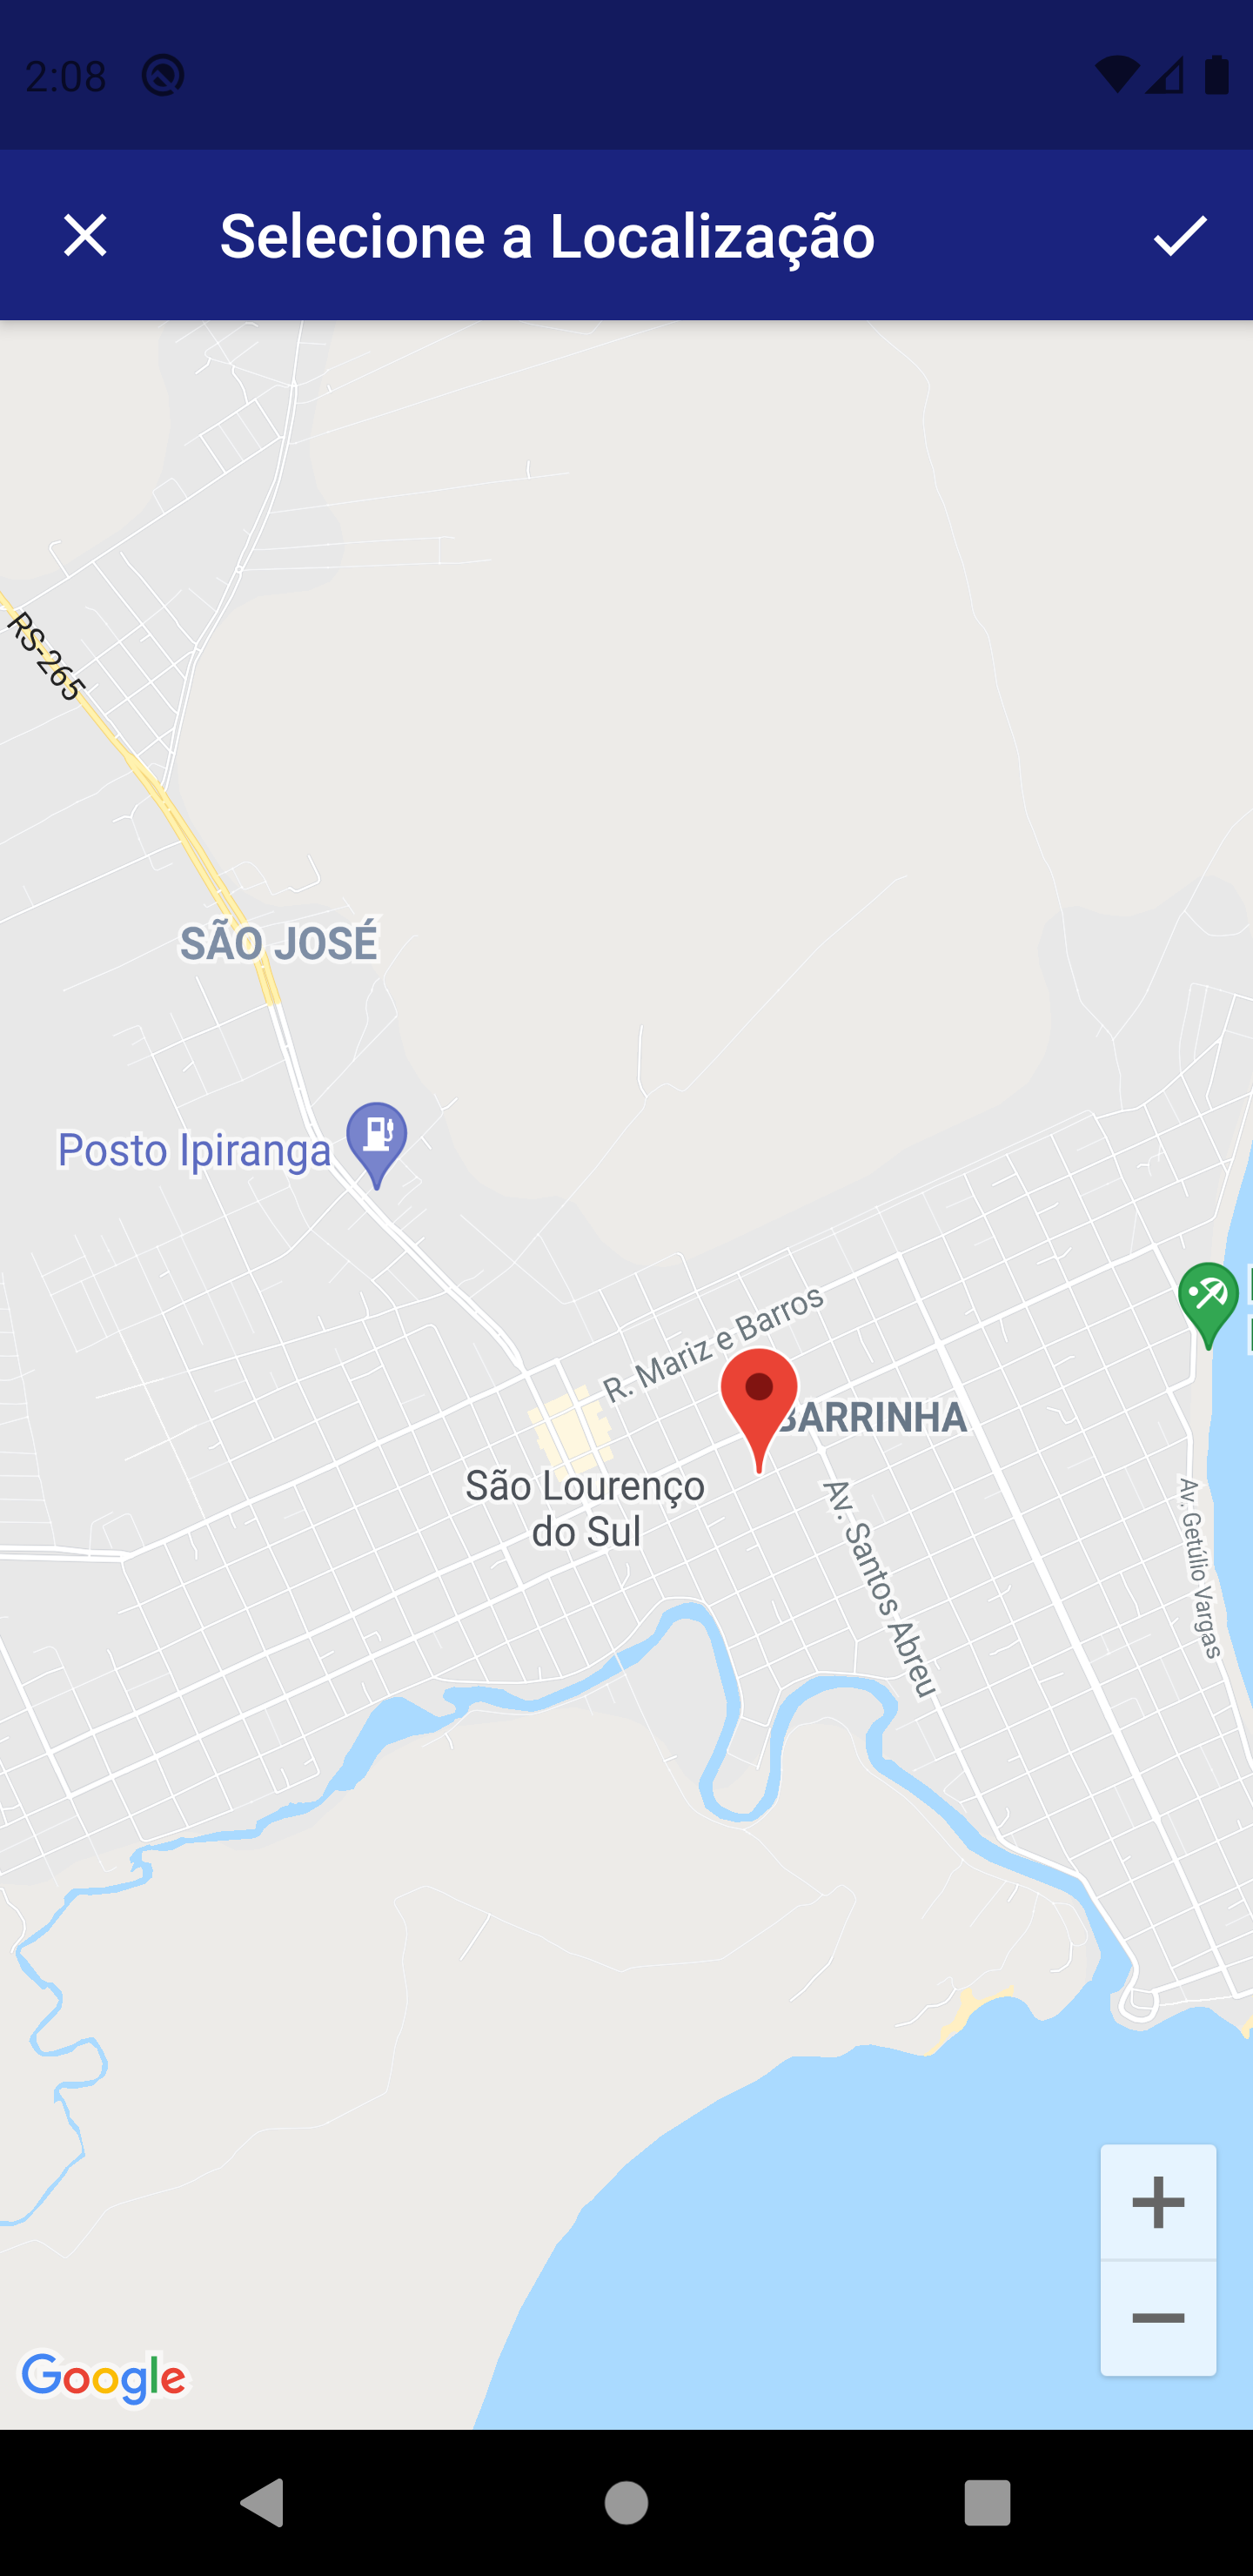 2:08
Selecione a Localização
RS-265
SÃO JOSÉ
Posto Ipiranga
R. Mariz e Barros
BARRINHA
São Lourenço
do Sul
Av. Santos Abreu
Av. Getúlio Vargas
Google